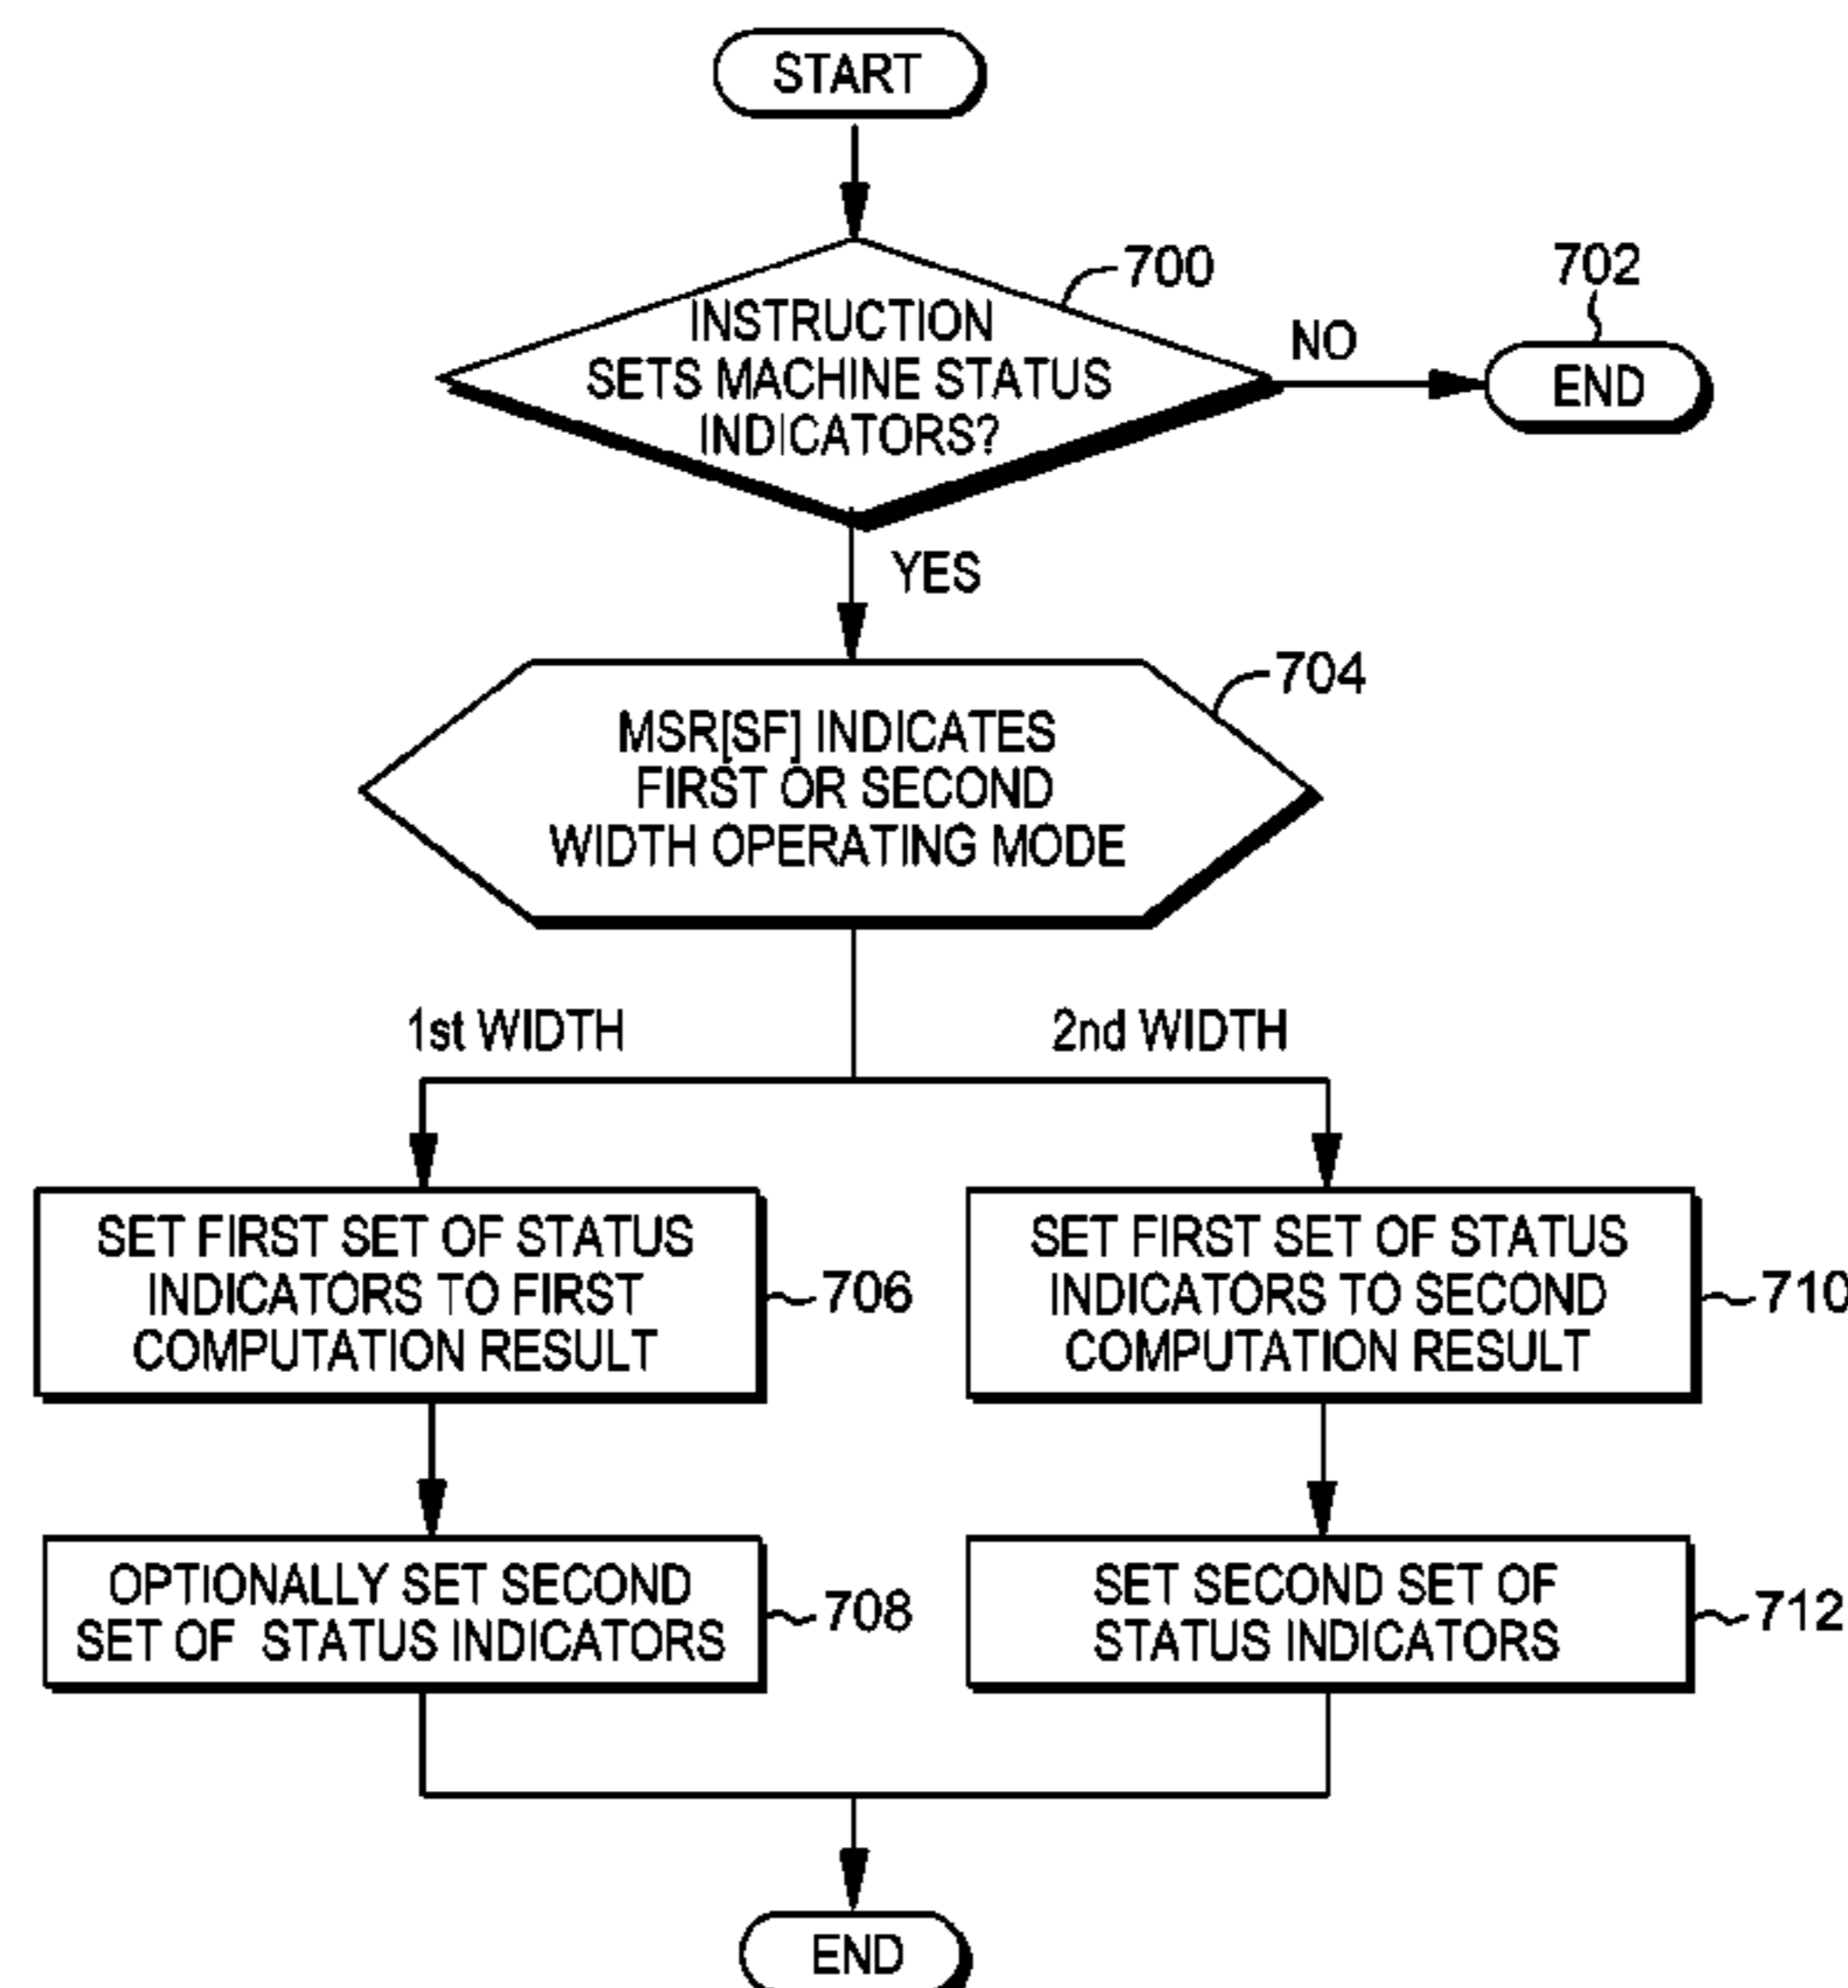 START
700
702
INSTRUCTION
SETS MACHINE STATUS
INDICATORS?
NO
END
YES
704
MSR[SF] INDICATES
FIRST OR SECOND
WIDTH OPERATING MODE
1st WIDTH
2nd WIDTH
SET FIRST SET OF STATUS
INDICATORS TO FIRST
COMPUTATION RESULT
706
SET FIRST SET OF STATUS
INDICATORS TO SECOND
COMPUTATION RESULT
710
OPTIONALLY SET SECOND
SET OF STATUS INDICATORS
708
SET SECOND SET OF
STATUS INDICATORS
712
END